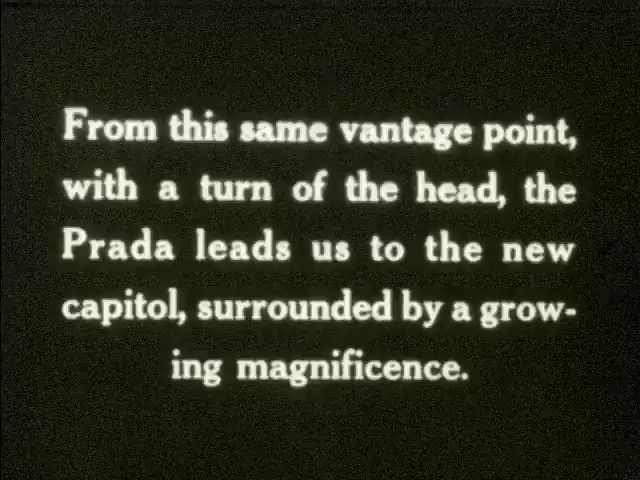 From this same vantage point,
with a turn of the head, the
Prada leads us to the new
capitol, surrounded by a grow-
ing magnificence.